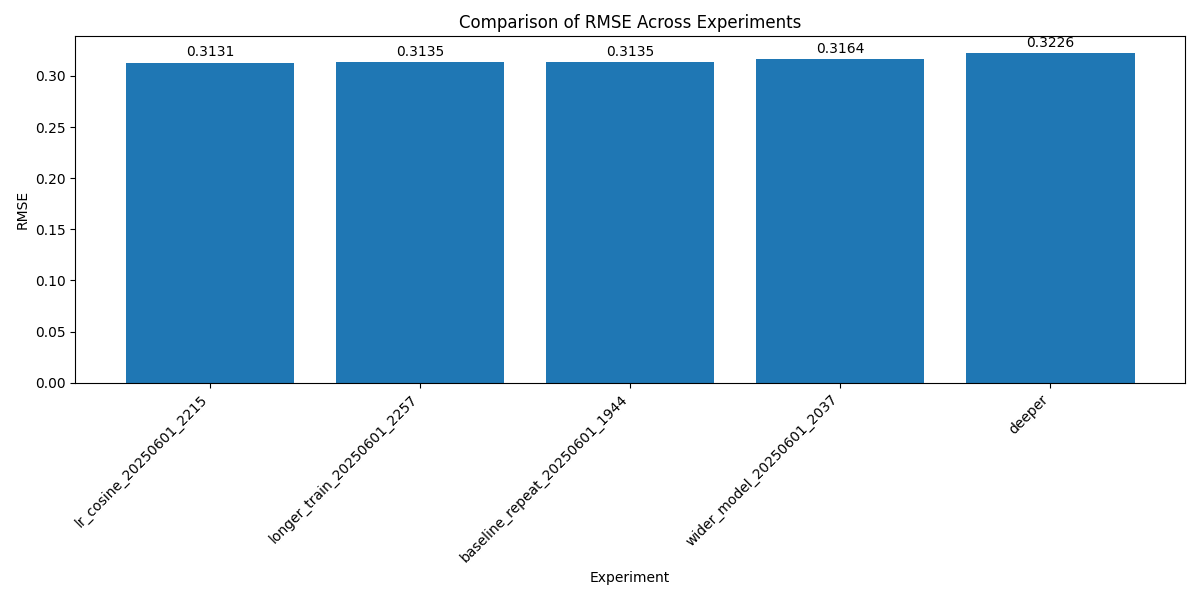 Comparison of RMSE Across Experiments
0.3131
0.3135
0.3135
0.3164
0.3226
RMSE
0.30
0.25
0.20
0.15
0.10
0.05
0.00
lr_cosine_20250601_2215
longer_train_20250601_2257
baseline_repeat_20250601_1944
wider_model_20250601_2037
deeper
Experiment